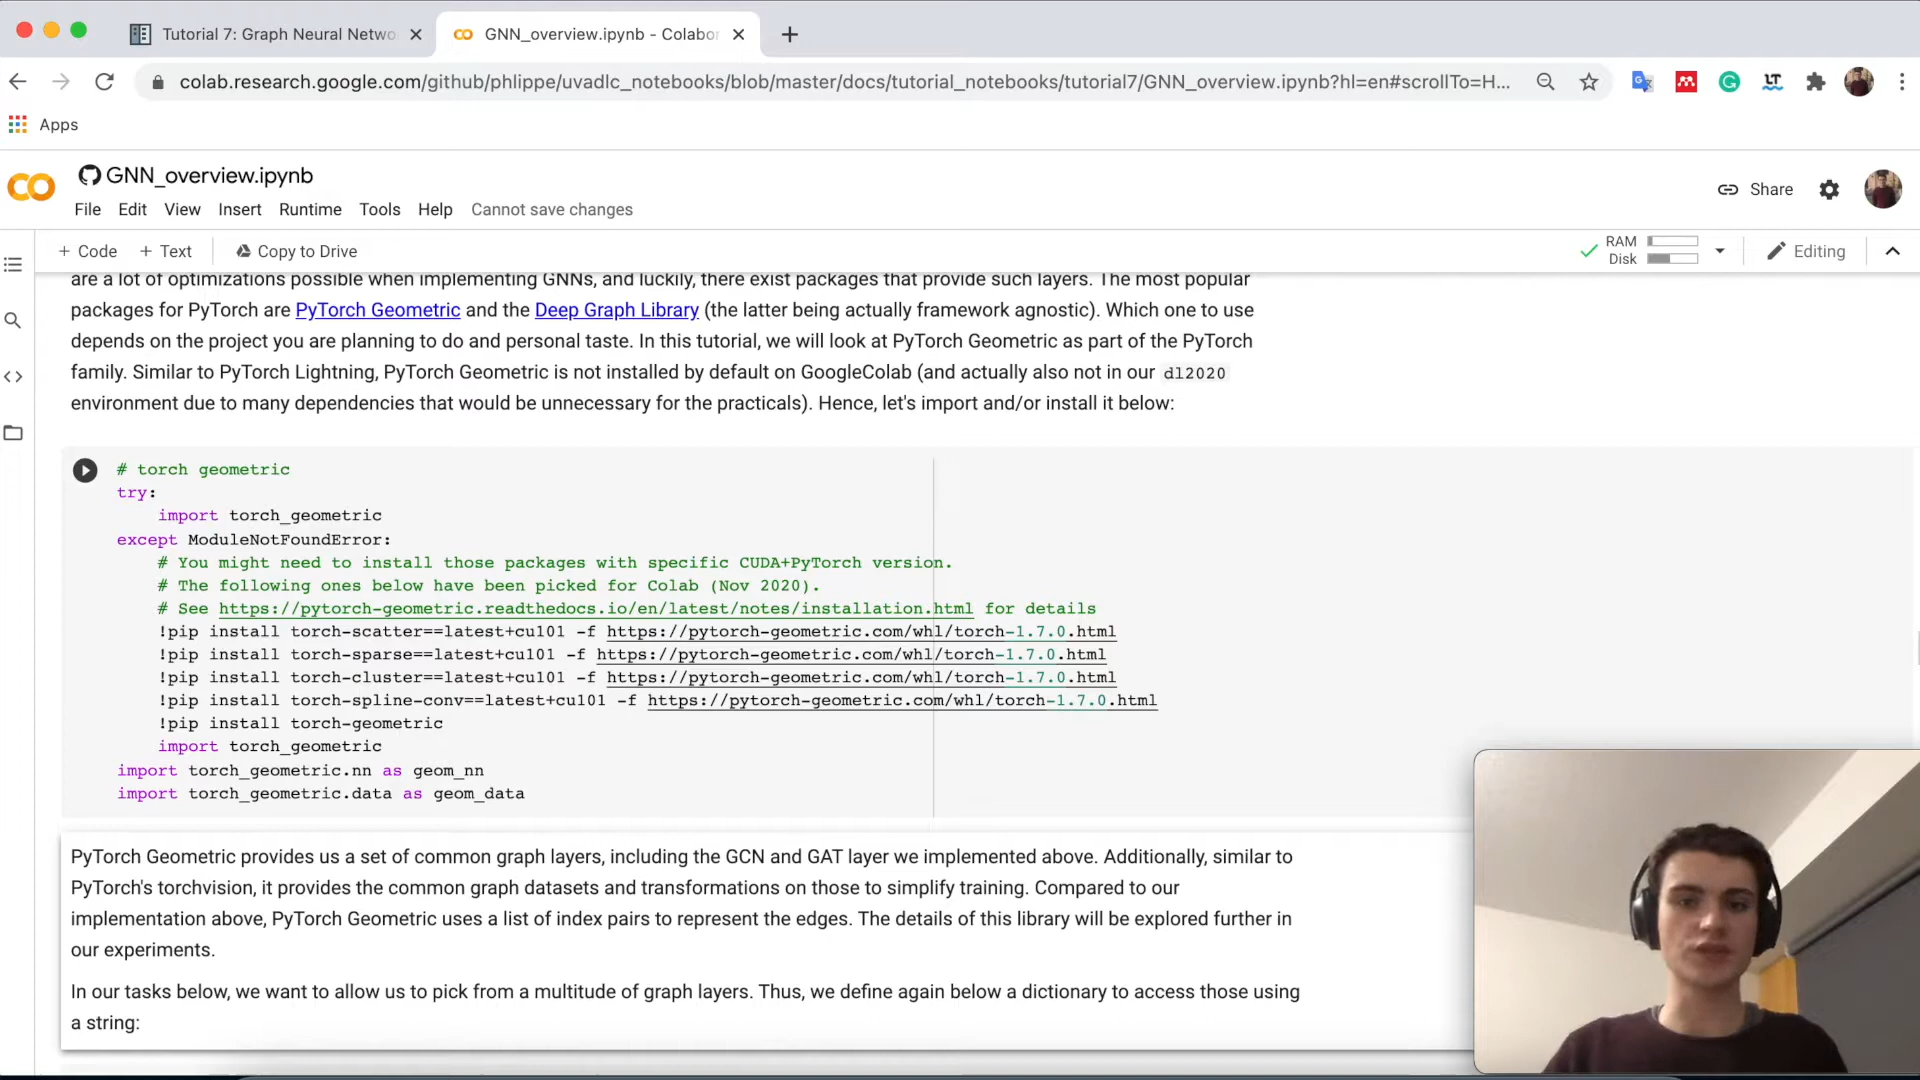 Tutorial 7: Graph Neural Netwo
GNN_overview.ipynb - Colabor
colab.research.google.com/github/phlippe/uvadlc_notebooks/blob/master/docs/tutorial_notebooks/tutorial7/GNN_overview.ipynb?hl=en#scrollTo=H...
Apps
GNN_overview.ipynb
File Edit View Insert Runtime Tools Help Cannot save changes
Share
+ Code + Text Copy to Drive
RAM
Disk
Editing
are a lot of optimizations possible when implementing GNNs, and luckily, there exist packages that provide such layers. The most popular
packages for PyTorch are PyTorch Geometric and the Deep Graph Library (the latter being actually framework agnostic). Which one to use
depends on the project you are planning to do and personal taste. In this tutorial, we will look at PyTorch Geometric as part of the PyTorch
family. Similar to PyTorch Lightning, PyTorch Geometric is not installed by default on GoogleColab (and actually also not in our dl2020
environment due to many dependencies that would be unnecessary for the practicals). Hence, let's import and/or install it below:
# torch geometric
try:
import torch_geometric
except ModuleNotFoundError:
# You might need to install those packages with specific CUDA+PyTorch version.
# The following ones below have been picked for Colab (Nov 2020).
# See https://pytorch-geometric.readthedocs.io/en/latest/notes/installation.html for details
!pip install torch-scatter==latest+cu101 -f https://pytorch-geometric.com/whl/torch-1.7.0.html
!pip install torch-sparse==latest+cu101 -f https://pytorch-geometric.com/whl/torch-1.7.0.html
!pip install torch-cluster==latest+cu101 -f https://pytorch-geometric.com/whl/torch-1.7.0.html
!pip install torch-spline-conv==latest+cu101 -f https://pytorch-geometric.com/whl/torch-1.7.0.html
!pip install torch-geometric
import torch_geometric
import torch_geometric.nn as geom_nn
import torch_geometric.data as geom_data
PyTorch Geometric provides us a set of common graph layers, including the GCN and GAT layer we implemented above. Additionally, similar to
PyTorch's torchvision, it provides the common graph datasets and transformations on those to simplify training. Compared to our
implementation above, PyTorch Geometric uses a list of index pairs to represent the edges. The details of this library will be explored further in
our experiments.
In our tasks below, we want to allow us to pick from a multitude of graph layers. Thus, we define again below a dictionary to access those using
a string: